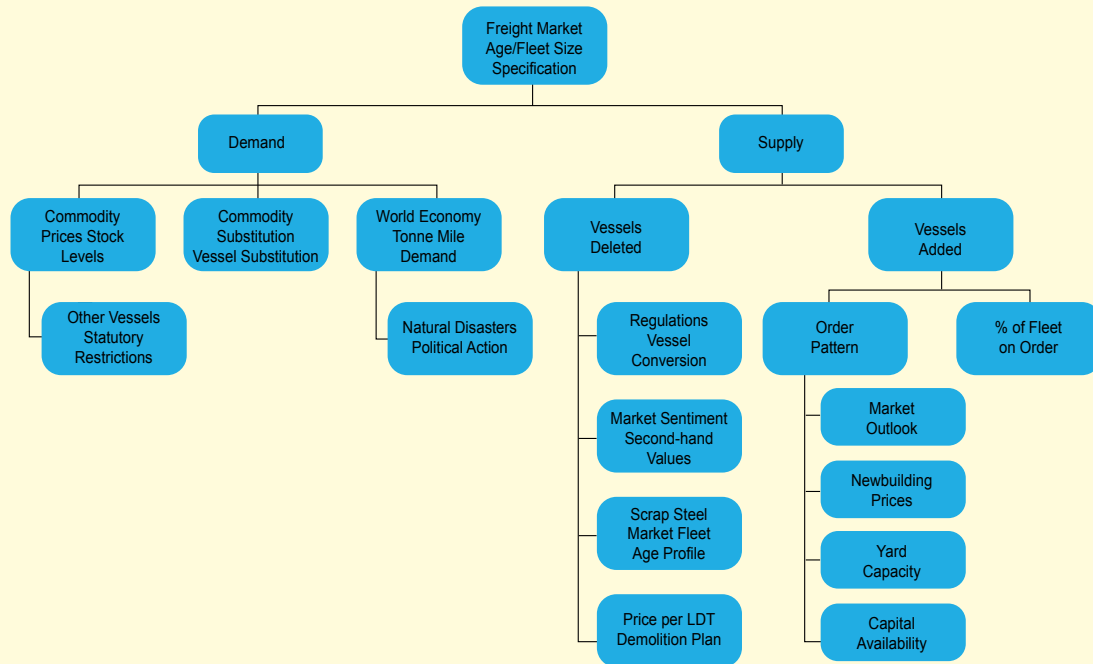 Freight Market
Age/Fleet Size
Specification
Demand
Supply
Commodity
Prices Stock
Levels
Commodity
Substitution
Vessel Substitution
World Economy
Tonne Mile
Demand
Vessels
Deleted
Vessels
Added
Other Vessels
Statutory
Restrictions
Natural Disasters
Political Action
Regulations
Vessel
Conversion
Order
Pattern
% of Fleet
on Order
Market Sentiment
Second-hand
Values
Market
Outlook
Newbuilding
Prices
Scrap Steel
Market Fleet
Age Profile
Yard
Capacity
Price per LDT
Demolition Plan
Capital
Availability